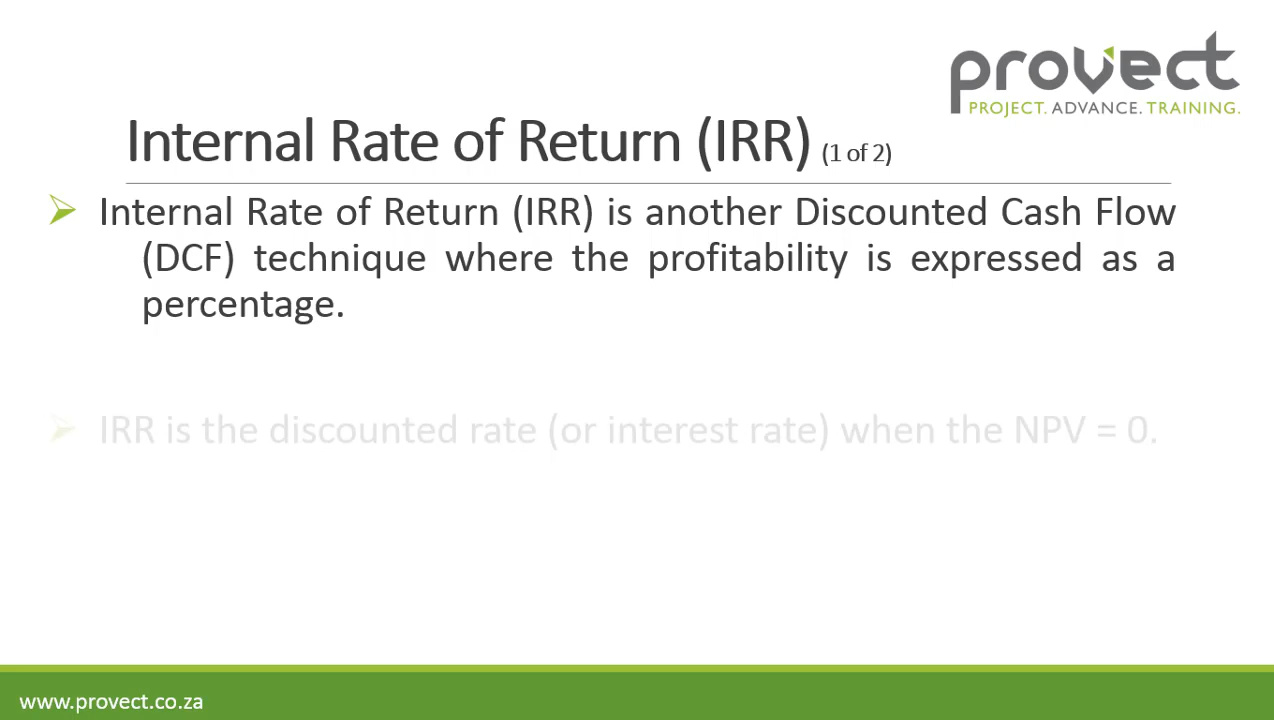 provect
PROJECT. ADVANCE. TRAINING.
Internal Rate of Return (IRR) (1 of 2)
Internal Rate of Return (IRR) is another Discounted Cash Flow
(DCF) technique where the profitability is expressed as a
percentage.
IRR is the discounted rate (or interest rate) when the NPV = 0.
www.provect.co.za